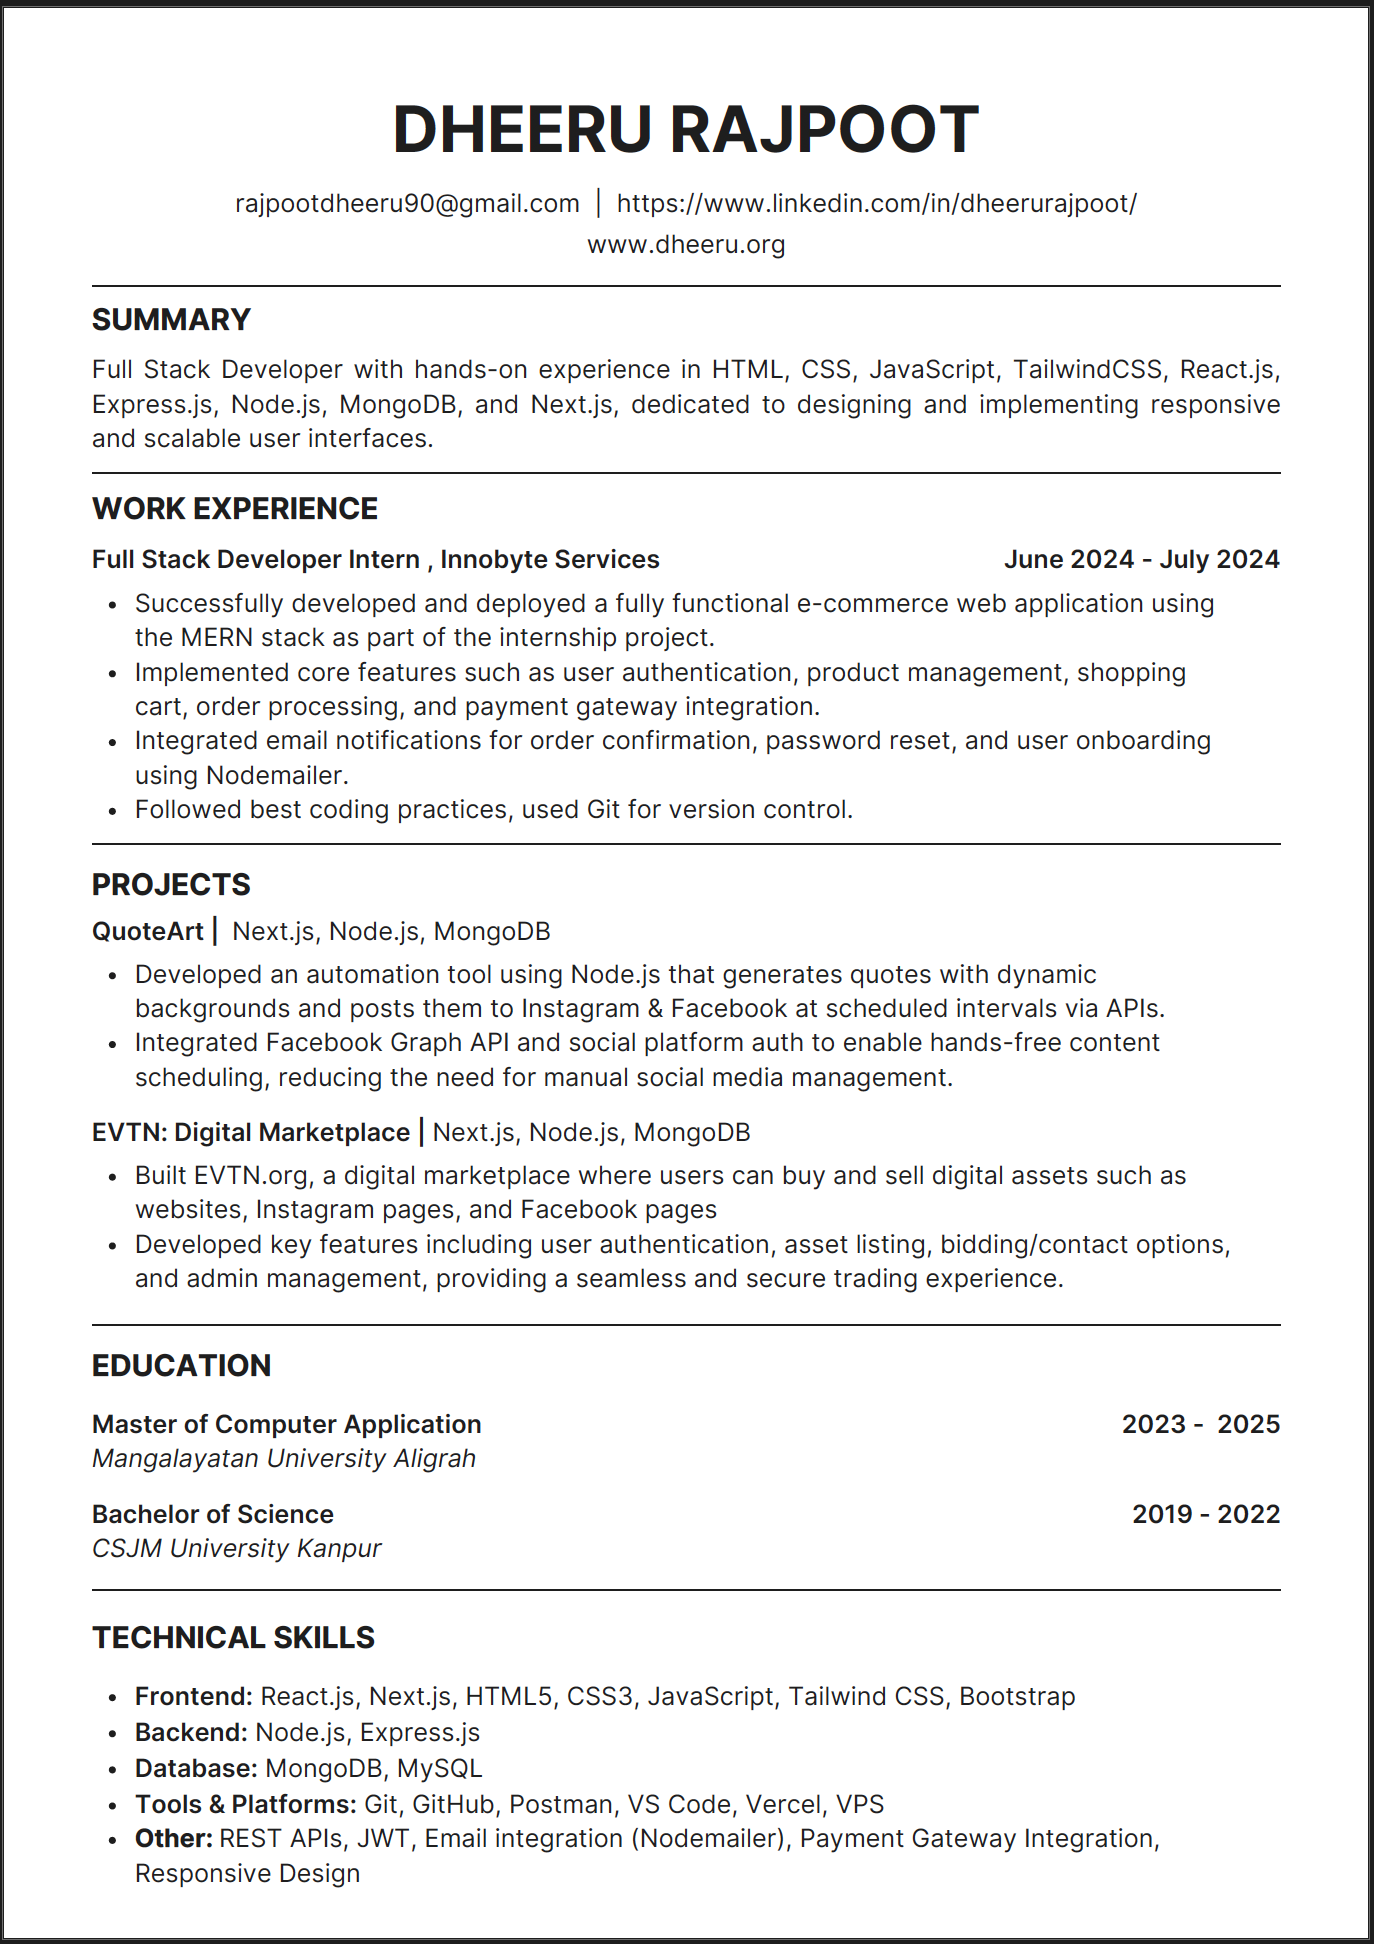 DHEERU RAJPOOT
rajpootdheeru90@gmail.com | https://www.linkedin.com/in/dheerurajpoot/
www.dheeru.org
SUMMARY
Full Stack Developer with hands-on experience in HTML, CSS, JavaScript, TailwindCSS, React.js,
Express.js, Node.js, MongoDB, and Next.js, dedicated to designing and implementing responsive
and scalable user interfaces.
WORK EXPERIENCE
Full Stack Developer Intern , Innobyte Services June 2024 - July 2024
• Successfully developed and deployed a fully functional e-commerce web application using
the MERN stack as part of the internship project.
• Implemented core features such as user authentication, product management, shopping
cart, order processing, and payment gateway integration.
• Integrated email notifications for order confirmation, password reset, and user onboarding
using Nodemailer.
• Followed best coding practices, used Git for version control.
PROJECTS
QuoteArt | Next.js, Node.js, MongoDB
• Developed an automation tool using Node.js that generates quotes with dynamic
backgrounds and posts them to Instagram & Facebook at scheduled intervals via APIs.
• Integrated Facebook Graph API and social platform auth to enable hands-free content
scheduling, reducing the need for manual social media management.
EVTN: Digital Marketplace | Next.js, Node.js, MongoDB
• Built EVTN.org, a digital marketplace where users can buy and sell digital assets such as
websites, Instagram pages, and Facebook pages
• Developed key features including user authentication, asset listing, bidding/contact options,
and admin management, providing a seamless and secure trading experience.
EDUCATION
Master of Computer Application 2023 - 2025
Mangalayatan University Aligrah
Bachelor of Science 2019 - 2022
CSJM University Kanpur
TECHNICAL SKILLS
• Frontend: React.js, Next.js, HTML5, CSS3, JavaScript, Tailwind CSS, Bootstrap
• Backend: Node.js, Express.js
• Database: MongoDB, MySQL
• Tools & Platforms: Git, GitHub, Postman, VS Code, Vercel, VPS
• Other: REST APIs, JWT, Email integration (Nodemailer), Payment Gateway Integration,
Responsive Design